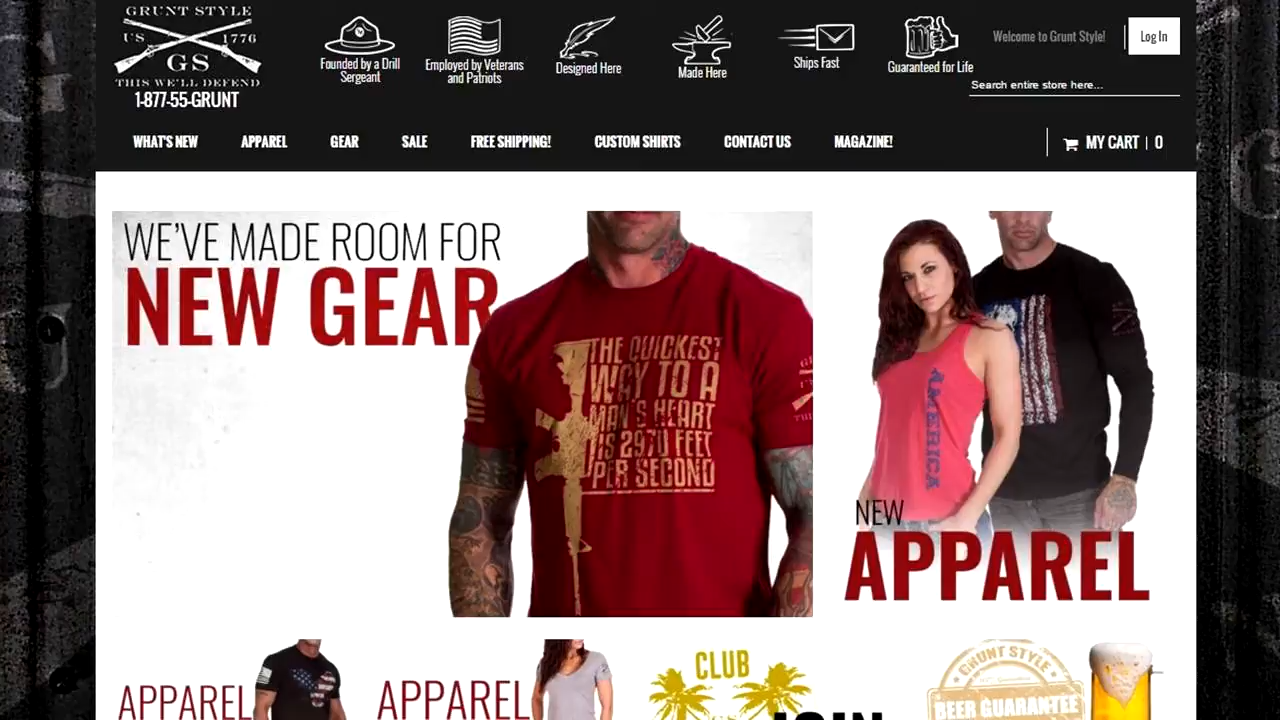 GRUNT STYLE
US 1776
GS
THIS WE'LL DEFEND
1-877-55-GRUNT
Founded by a Drill
Sergeant
Employed by Veterans
and Patriots
Designed Here
Made Here
Ships Fast
Guaranteed for Life
Welcome to Grunt Style!
Log In
Search entire store here...
WHAT'S NEW
APPAREL
GEAR
SALE
FREE SHIPPING!
CUSTOM SHIRTS
CONTACT US
MAGAZINE!
MY CART | 0
WE'VE MADE ROOM FOR
NEW GEAR
THE QUICKEST
WAY TO A
MAN'S HEART
IS 2970 FEET
PER SECOND
AMERICA
NEW
APPAREL
APPAREL
APPAREL
CLUB
JOIN
GRUNT STYLE
BEER GUARANTEE